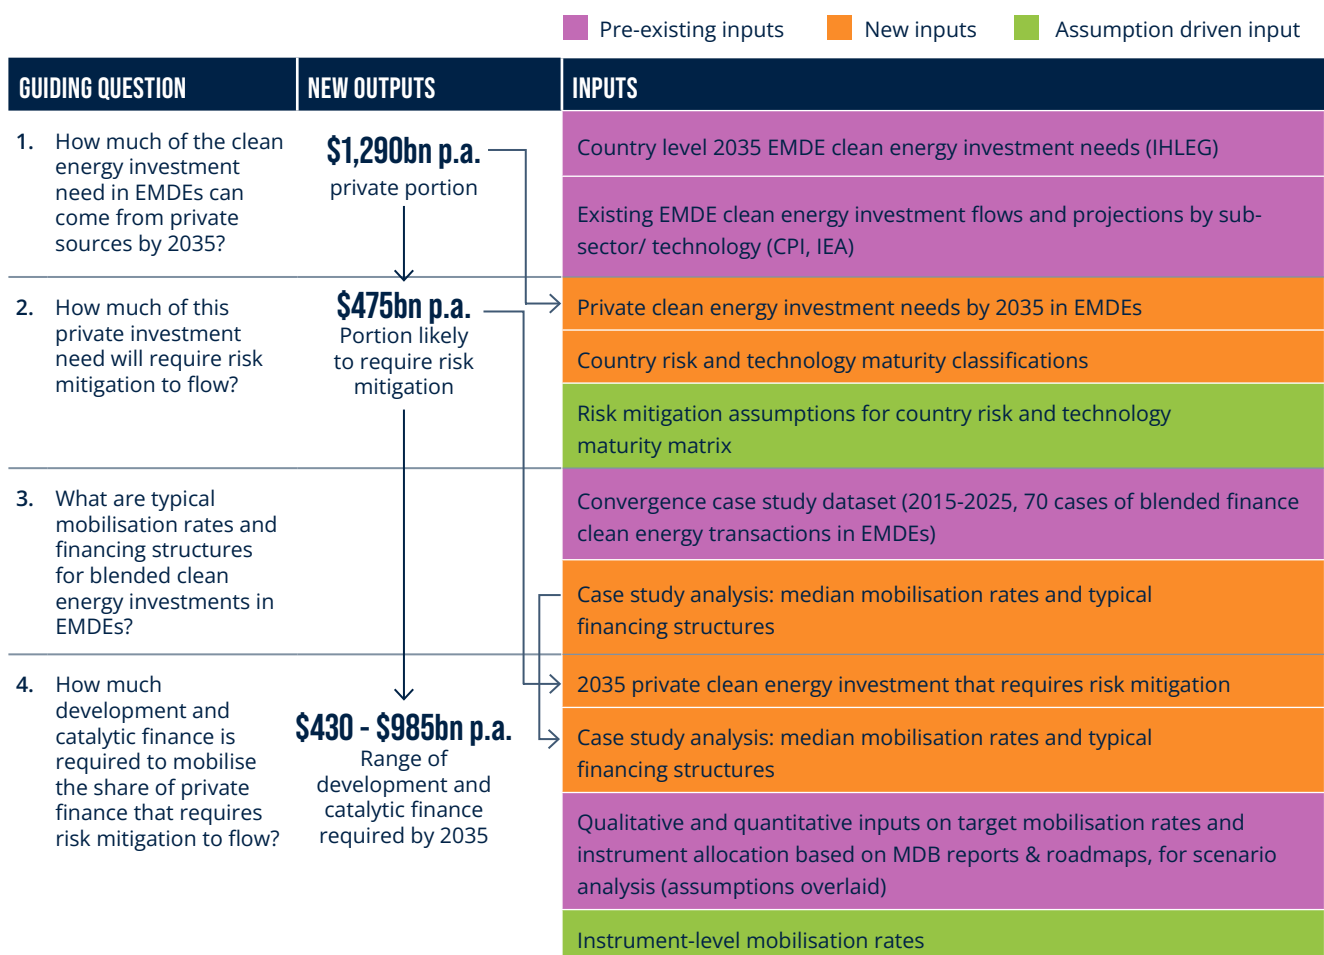 Pre-existing inputs
New inputs
Assumption driven input
GUIDING QUESTION
NEW OUTPUTS
INPUTS
1. How much of the clean
energy investment
need in EMDEs can
come from private
sources by 2035?
$1,290bn p.a.
private portion
Country level 2035 EMDE clean energy investment needs (IHLEG)
Existing EMDE clean energy investment flows and projections by sub-
sector/ technology (CPI, IEA)
2. How much of this
private investment
need will require risk
mitigation to flow?
$475bn p.a.
Portion likely
to require risk
mitigation
Private clean energy investment needs by 2035 in EMDEs
Country risk and technology maturity classifications
Risk mitigation assumptions for country risk and technology
maturity matrix
3. What are typical
mobilisation rates and
financing structures
for blended clean
energy investments in
EMDEs?
Convergence case study dataset (2015-2025, 70 cases of blended finance
clean energy transactions in EMDEs)
Case study analysis: median mobilisation rates and typical
financing structures
4. How much
development and
catalytic finance is
required to mobilise
the share of private
finance that requires
risk mitigation to flow?
$430 - $985bn p.a.
Range of
development and
catalytic finance
required by 2035
2035 private clean energy investment that requires risk mitigation
Case study analysis: median mobilisation rates and typical
financing structures
Qualitative and quantitative inputs on target mobilisation rates and
instrument allocation based on MDB reports & roadmaps, for scenario
analysis (assumptions overlaid)
Instrument-level mobilisation rates